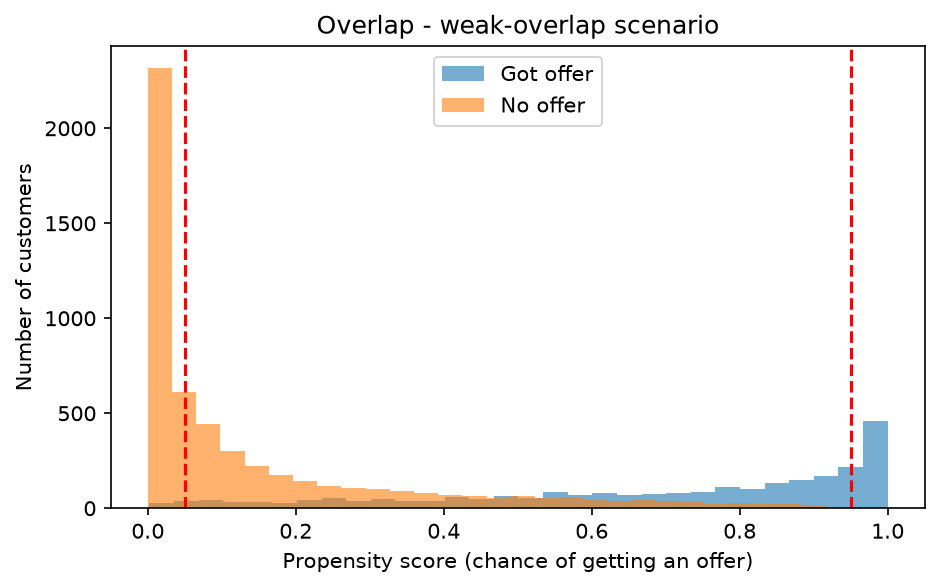 Overlap - weak-overlap scenario
Got offer
No offer
Number of customers
2000
1500
1000
500
0
0.0 0.2 0.4 0.6 0.8 1.0
Propensity score (chance of getting an offer)